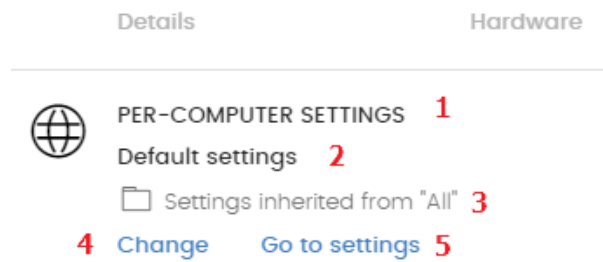 Details Hardware
PER-COMPUTER SETTINGS 1
Default settings 2
Settings inherited from "All" 3
4 Change Go to settings 5